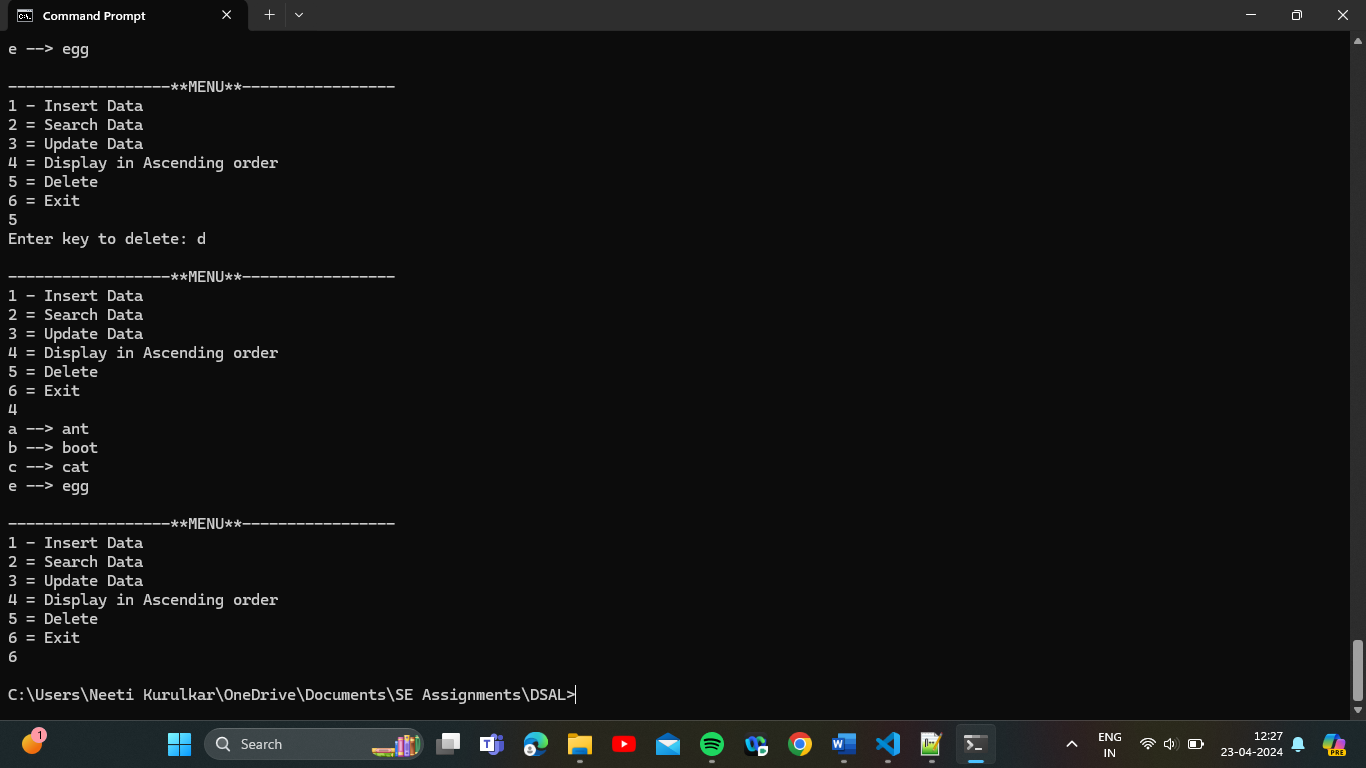 Command Prompt
e --> egg
------------------**MENU**-----------------
1 - Insert Data
2 = Search Data
3 = Update Data
4 = Display in Ascending order
5 = Delete
6 = Exit
5
Enter key to delete: d
------------------**MENU**-----------------
1 - Insert Data
2 = Search Data
3 = Update Data
4 = Display in Ascending order
5 = Delete
6 = Exit
4
a --> ant
b --> boot
c --> cat
e --> egg
------------------**MENU**-----------------
1 - Insert Data
2 = Search Data
3 = Update Data
4 = Display in Ascending order
5 = Delete
6 = Exit
6
C:\Users\Neeti Kurulkar\OneDrive\Documents\SE Assignments\DSAL>
1
Search
ENG
IN
12:27
23-04-2024
PRE